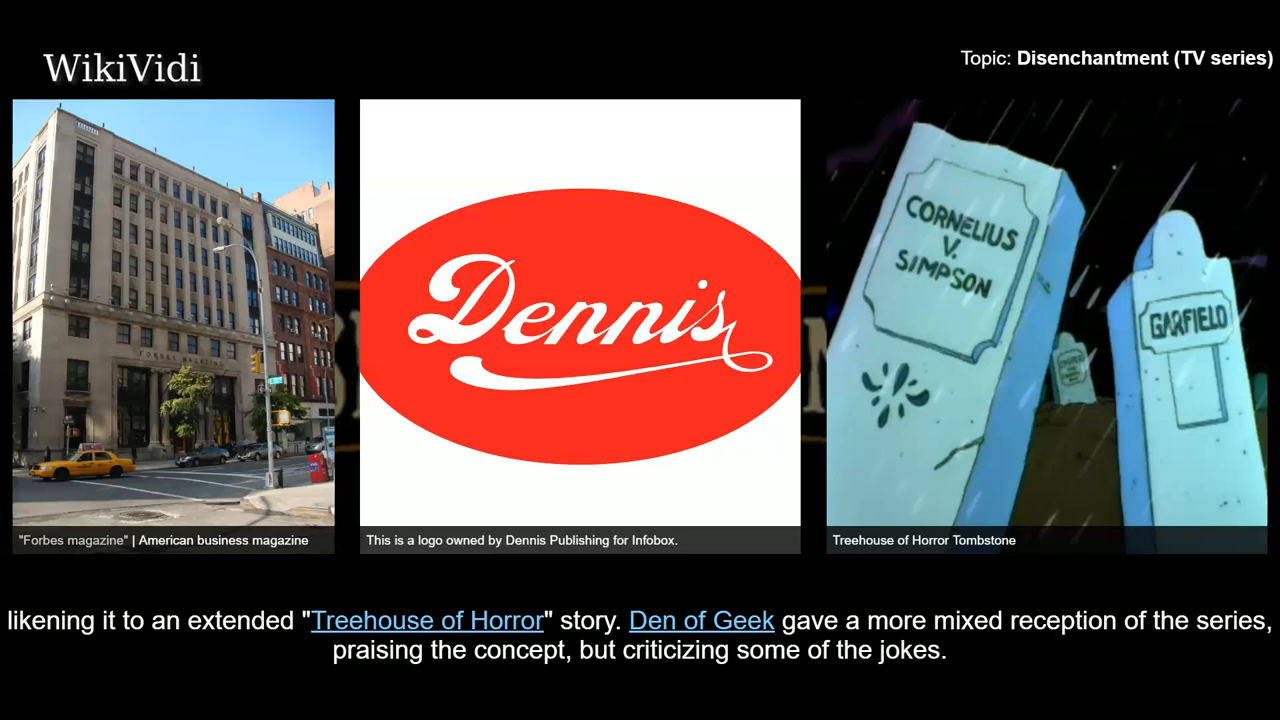 WikiVidi
Topic: Disenchantment (TV series)
FORBES MAGAZINE
Dennis
CORNELIUS
V.
SIMPSON
GARFIELD
"Forbes magazine" | American business magazine
This is a logo owned by Dennis Publishing for Infobox.
Treehouse of Horror Tombstone
likening it to an extended "Treehouse of Horror" story. Den of Geek gave a more mixed reception of the series,
praising the concept, but criticizing some of the jokes.